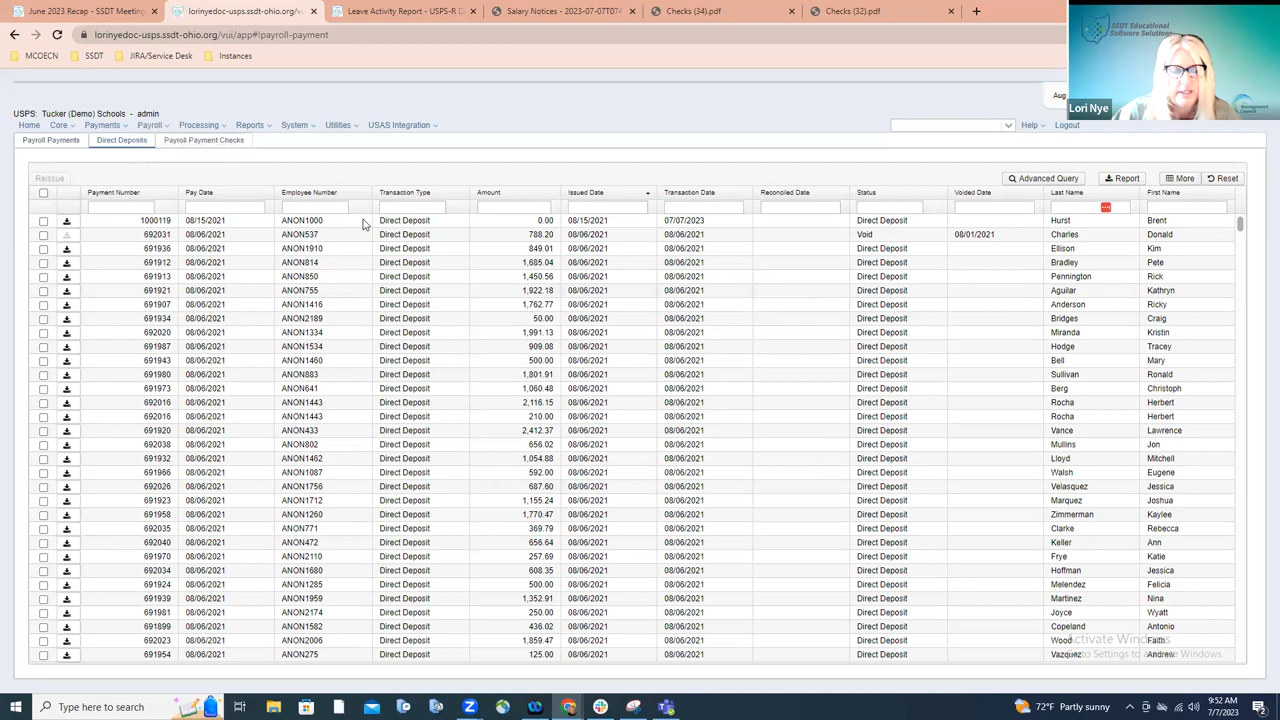 June 2023 Recap - SSDT Meeting
lorinyedoc-usps.ssdt-ohio.org/vu
Leave Activity Report - USPS-R D
Salary Notices - 2023-07-07T074
Checks (34).pdf
Checks (32).pdf
lorinyedoc-usps.ssdt-ohio.org/vui/app#!payroll-payment
MCOECN SSDT JIRA/Service Desk Instances
SSDT Educational
Software Solutions
Management
Council
Lori Nye
Aug
USPS: Tucker (Demo) Schools - admin
Home Core Payments Payroll Processing Reports System Utilities USAS Integration Help Logout
Payroll Payments Direct Deposits Payroll Payment Checks
Reissue Advanced Query Report More Reset
Payment Number Pay Date Employee Number Transaction Type Amount Issued Date Transaction Date Reconciled Date Status Voided Date Last Name First Name
1000119 08/15/2021 ANON1000 Direct Deposit 0.00 08/15/2021 07/07/2023 Direct Deposit Hurst Brent
692031 08/06/2021 ANON537 Direct Deposit 788.20 08/06/2021 08/06/2021 Void 08/01/2021 Charles Donald
691936 08/06/2021 ANON1910 Direct Deposit 849.01 08/06/2021 08/06/2021 Direct Deposit Ellison Kim
691912 08/06/2021 ANON814 Direct Deposit 1,685.04 08/06/2021 08/06/2021 Direct Deposit Bradley Pete
691913 08/06/2021 ANON850 Direct Deposit 1,450.56 08/06/2021 08/06/2021 Direct Deposit Pennington Rick
691921 08/06/2021 ANON755 Direct Deposit 1,922.18 08/06/2021 08/06/2021 Direct Deposit Aguilar Kathryn
691907 08/06/2021 ANON1416 Direct Deposit 1,762.77 08/06/2021 08/06/2021 Direct Deposit Anderson Ricky
691934 08/06/2021 ANON2189 Direct Deposit 50.00 08/06/2021 08/06/2021 Direct Deposit Bridges Craig
692020 08/06/2021 ANON1334 Direct Deposit 1,991.13 08/06/2021 08/06/2021 Direct Deposit Miranda Kristin
691987 08/06/2021 ANON1534 Direct Deposit 909.08 08/06/2021 08/06/2021 Direct Deposit Hodge Tracey
691943 08/06/2021 ANON1460 Direct Deposit 500.00 08/06/2021 08/06/2021 Direct Deposit Bell Mary
691980 08/06/2021 ANON883 Direct Deposit 1,801.91 08/06/2021 08/06/2021 Direct Deposit Sullivan Ronald
691973 08/06/2021 ANON641 Direct Deposit 1,060.48 08/06/2021 08/06/2021 Direct Deposit Berg Christoph
692016 08/06/2021 ANON1443 Direct Deposit 2,116.15 08/06/2021 08/06/2021 Direct Deposit Rocha Herbert
692016 08/06/2021 ANON1443 Direct Deposit 210.00 08/06/2021 08/06/2021 Direct Deposit Rocha Herbert
691920 08/06/2021 ANON433 Direct Deposit 2,412.37 08/06/2021 08/06/2021 Direct Deposit Vance Lawrence
692038 08/06/2021 ANON802 Direct Deposit 656.02 08/06/2021 08/06/2021 Direct Deposit Mullins Jon
691932 08/06/2021 ANON1462 Direct Deposit 1,054.88 08/06/2021 08/06/2021 Direct Deposit Lloyd Mitchell
691966 08/06/2021 ANON1087 Direct Deposit 592.00 08/06/2021 08/06/2021 Direct Deposit Walsh Eugene
692026 08/06/2021 ANON1756 Direct Deposit 687.60 08/06/2021 08/06/2021 Direct Deposit Velasquez Jessica
691986 08/06/2021 ANON1712 Direct Deposit 1,155.24 08/06/2021 08/06/2021 Direct Deposit Marquez Joshua
691958 08/06/2021 ANON1260 Direct Deposit 1,770.47 08/06/2021 08/06/2021 Direct Deposit Zimmerman Kaylee
692035 08/06/2021 ANON771 Direct Deposit 369.79 08/06/2021 08/06/2021 Direct Deposit Clarke Rebecca
692040 08/06/2021 ANON472 Direct Deposit 656.64 08/06/2021 08/06/2021 Direct Deposit Keller Ann
691970 08/06/2021 ANON2110 Direct Deposit 257.69 08/06/2021 08/06/2021 Direct Deposit Frye Katie
692034 08/06/2021 ANON1680 Direct Deposit 608.35 08/06/2021 08/06/2021 Direct Deposit Hoffman Jessica
691924 08/06/2021 ANON1285 Direct Deposit 500.00 08/06/2021 08/06/2021 Direct Deposit Melendez Felicia
691939 08/06/2021 ANON1959 Direct Deposit 1,352.91 08/06/2021 08/06/2021 Direct Deposit Martinez Nina
691981 08/06/2021 ANON2174 Direct Deposit 250.00 08/06/2021 08/06/2021 Direct Deposit Joyce Wyatt
691899 08/06/2021 ANON1582 Direct Deposit 436.02 08/06/2021 08/06/2021 Direct Deposit Copeland Antonio
692023 08/06/2021 ANON2006 Direct Deposit 1,859.47 08/06/2021 08/06/2021 Direct Deposit Wood Faith
691954 08/06/2021 ANON275 Direct Deposit 125.00 08/06/2021 08/06/2021 Direct Deposit Vazquez Andrew
Activate Windows
Go to Settings to activate Windows.
Type here to search
72°F Partly sunny
9:52 AM
7/7/2023
2